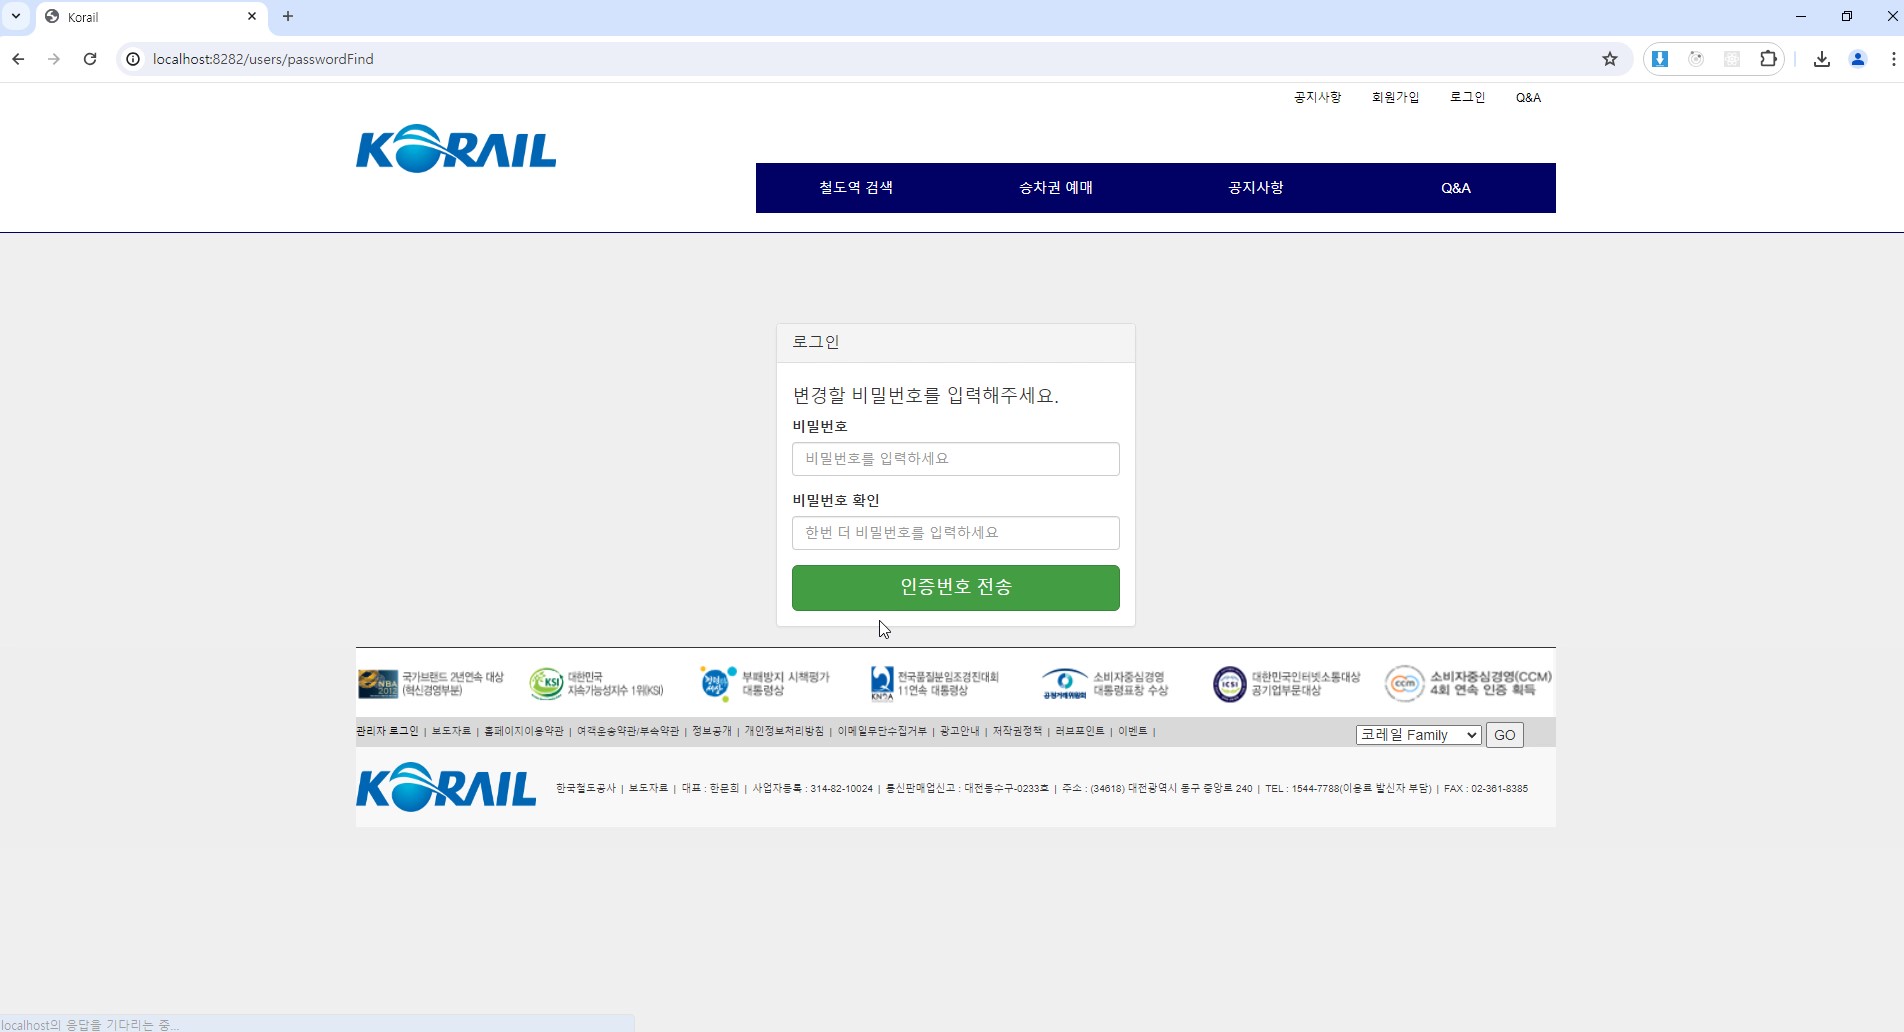 Korail
localhost:8282/users/passwordFind
공지사항 회원가입 로그인 Q&A
KORAIL
철도역 검색 승차권 예매 공지사항 Q&A
로그인
변경할 비밀번호를 입력해주세요.
비밀번호
비밀번호를 입력하세요
비밀번호 확인
한번 더 비밀번호를 입력하세요
인증번호 전송
국가브랜드 2년연속 대상
(혁신경영부분)
대한민국
지속가능성지수 1위(KSI)
부패방지 시책평가
대통령상
전국품질분임조경진대회
11연속 대통령상
소비자중심경영
대통령표창 수상
대한민국인터넷소통대상
공기업부문대상
소비자중심경영(CCM)
4회 연속 인증 획득
관리자 로그인 | 보도자료 | 홈페이지이용약관 | 여객운송약관/부속약관 | 정보공개 | 개인정보처리방침 | 이메일무단수집거부 | 광고안내 | 저작권정책 | 러브포인트 | 이벤트 |
코레일 Family GO
KORAIL
한국철도공사 | 보도자료 | 대표 : 한문희 | 사업자등록 : 314-82-10024 | 통신판매업신고 : 대전동수구-0233호 | 주소 : (34618) 대전광역시 동구 중앙로 240 | TEL : 1544-7788(이용료 발신자 부담) | FAX : 02-361-8385
localhost의 응답을 기다리는 중...